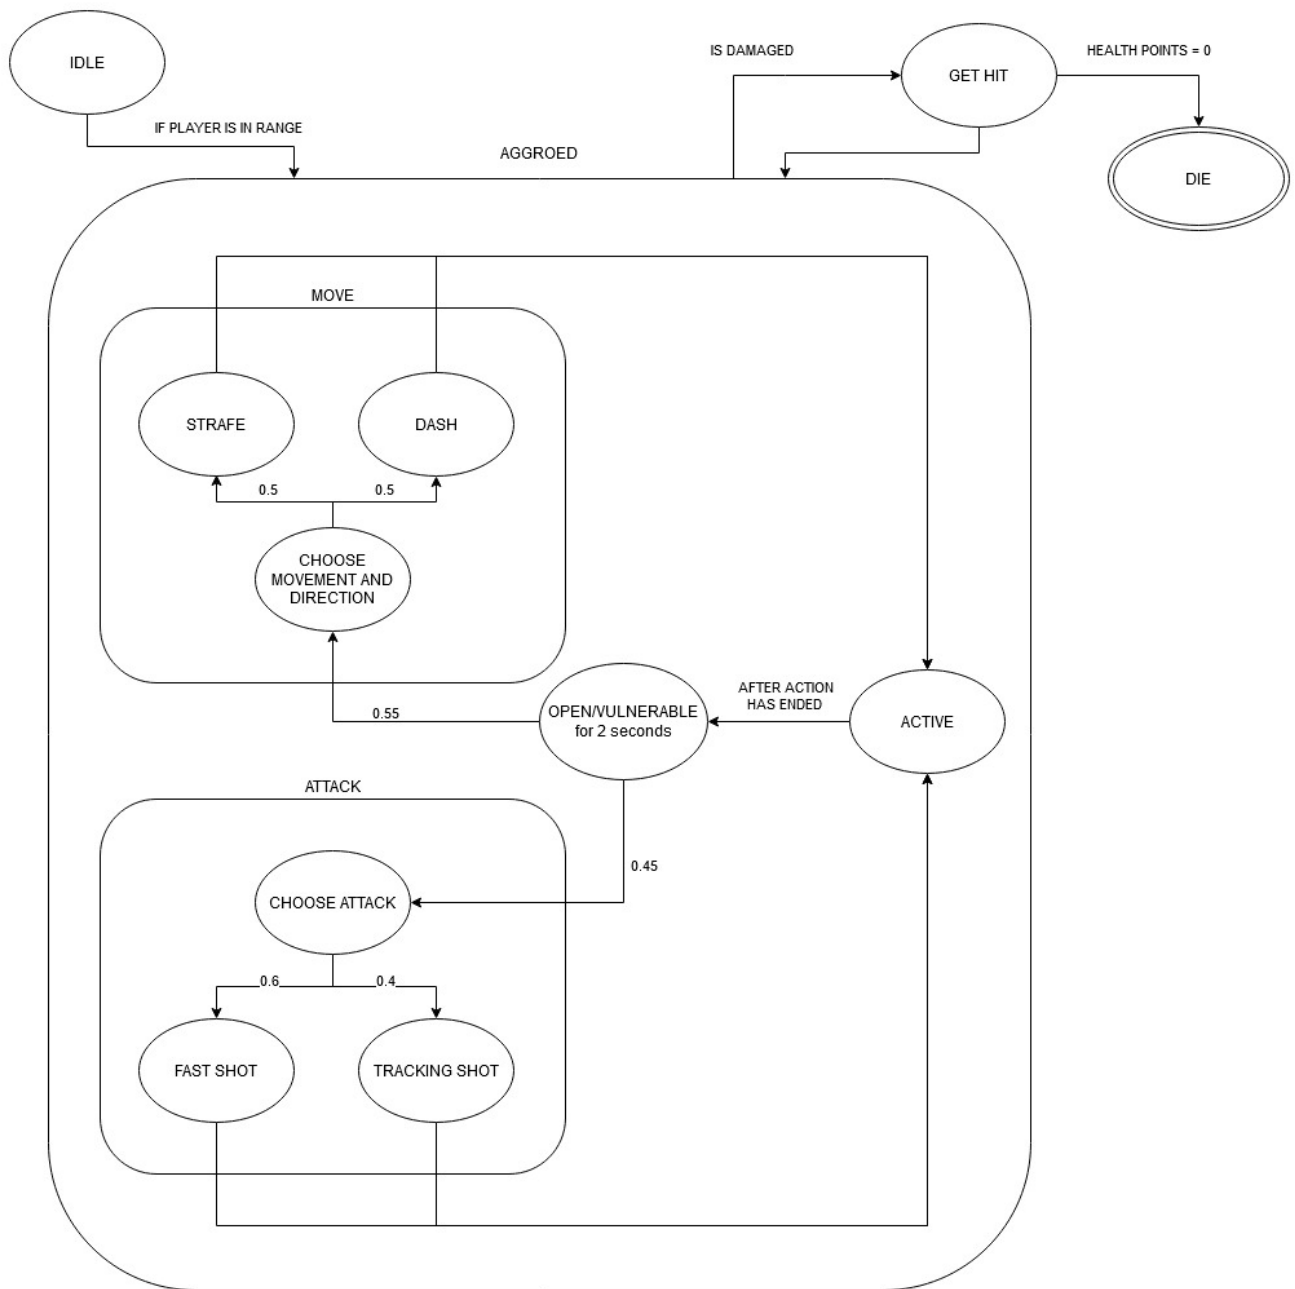 IDLE
IF PLAYER IS IN RANGE
IS DAMAGED
GET HIT
HEALTH POINTS = 0
DIE
AGGROED
MOVE
STRAFE
DASH
0.5
0.5
CHOOSE
MOVEMENT AND
DIRECTION
0.55
OPEN/VULNERABLE
for 2 seconds
AFTER ACTION
HAS ENDED
ACTIVE
ATTACK
0.45
CHOOSE ATTACK
0.6
0.4
FAST SHOT
TRACKING SHOT